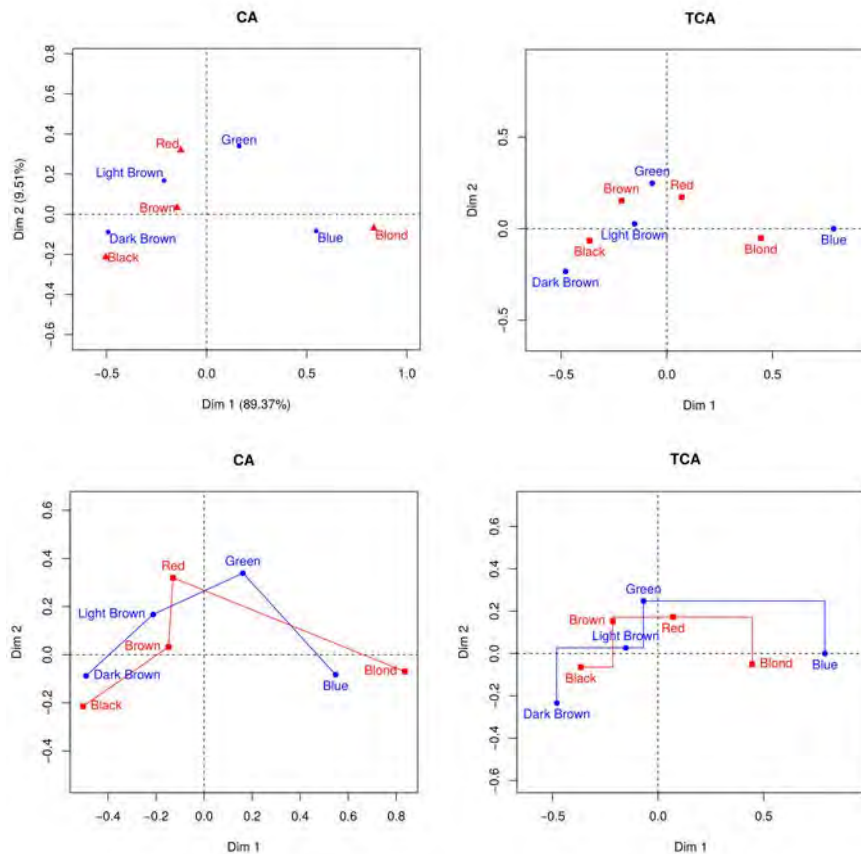 CA
0.8
0.6
0.4
0.2
0.0
−0.2
−0.4
−0.6
Dim 2 (9.51%)
Red
Green
Light Brown
Brown
Dark Brown
Black
Blue
Blond
−0.5
0.0
0.5
1.0
Dim 1 (89.37%)
TCA
0.5
0.0
−0.5
Dim 2
Green
Brown
Red
Light Brown
Black
Blond
Blue
Dark Brown
−0.5
0.0
0.5
Dim 1
CA
0.6
0.4
0.2
0.0
−0.2
−0.4
Dim 2
Red
Green
Light Brown
Brown
Dark Brown
Black
Blue
Blond
−0.4
−0.2
0.0
0.2
0.4
0.6
0.8
Dim 1
TCA
0.6
0.4
0.2
0.0
−0.2
−0.4
−0.6
Dim 2
Green
Brown
Red
Light Brown
Black
Blond
Blue
Dark Brown
−0.5
0.0
0.5
Dim 1